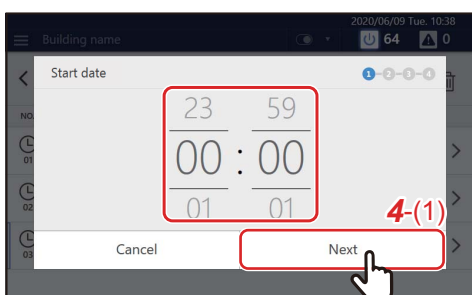 2020/06/09 Tue. 10:38
Building name
64
0
Start date
1-2-3-4
NO.
23 59
00 : 00
01 01
01
02
03
4-(1)
Cancel
Next